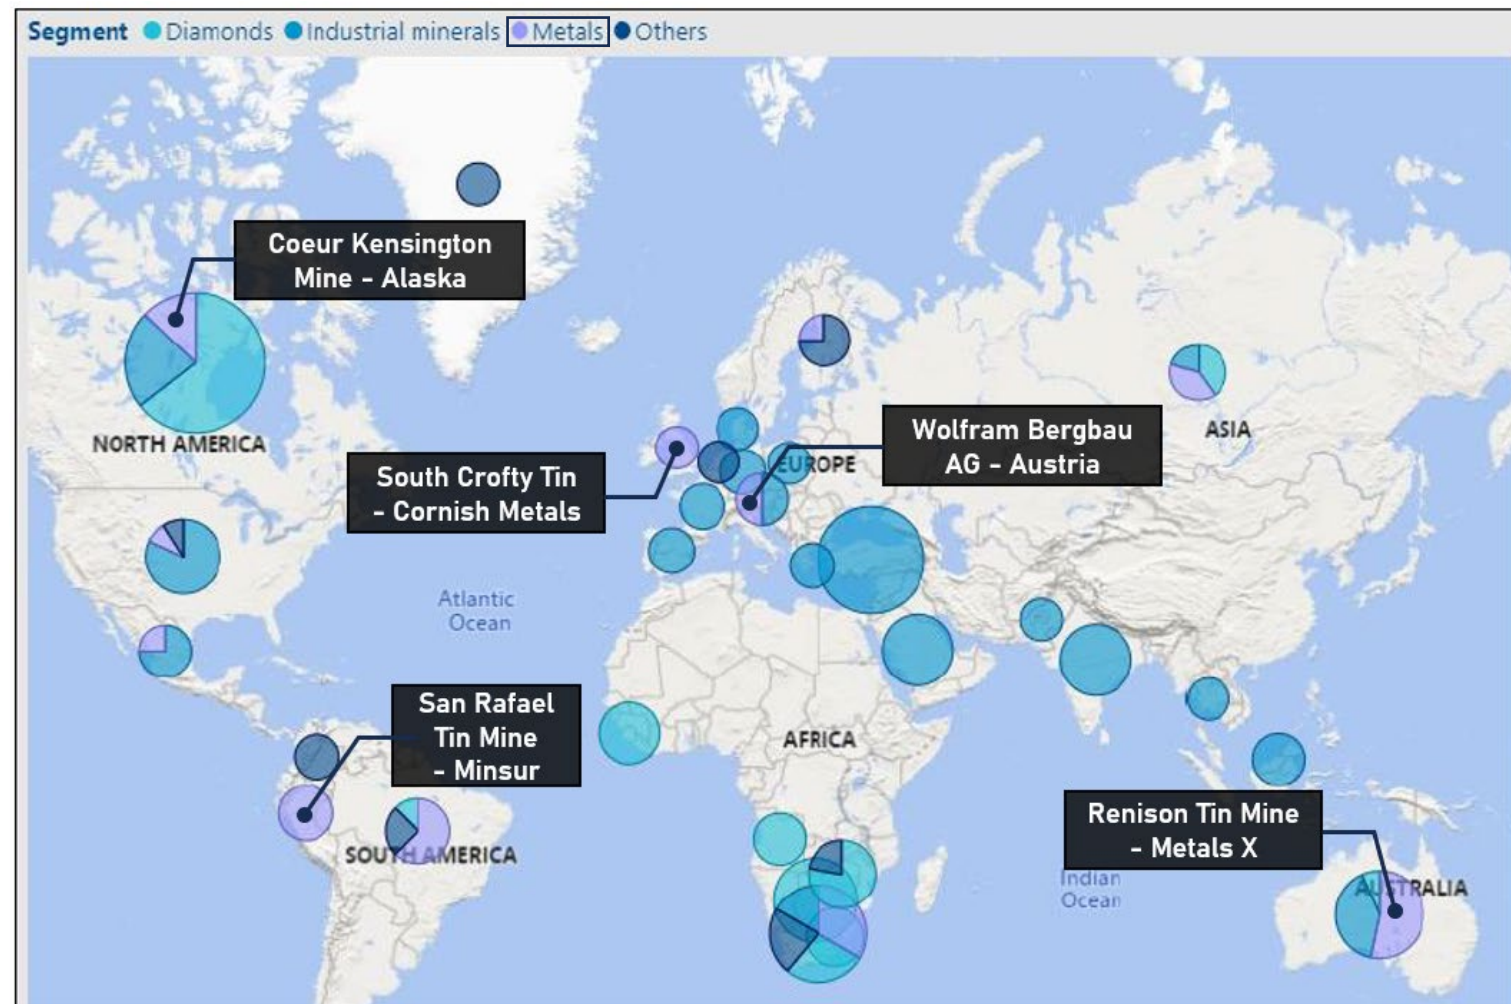 Segment Diamonds Industrial minerals Metals Others
Coeur Kensington
Mine - Alaska
NORTH AMERICA
South Crofty Tin
- Cornish Metals
EUROPE
Wolfram Bergbau
AG - Austria
ASIA
Atlantic
Ocean
San Rafael
Tin Mine
- Minsur
SOUTH AMERICA
AFRICA
Renison Tin Mine
- Metals X
Indian
Ocean
AUSTRALIA